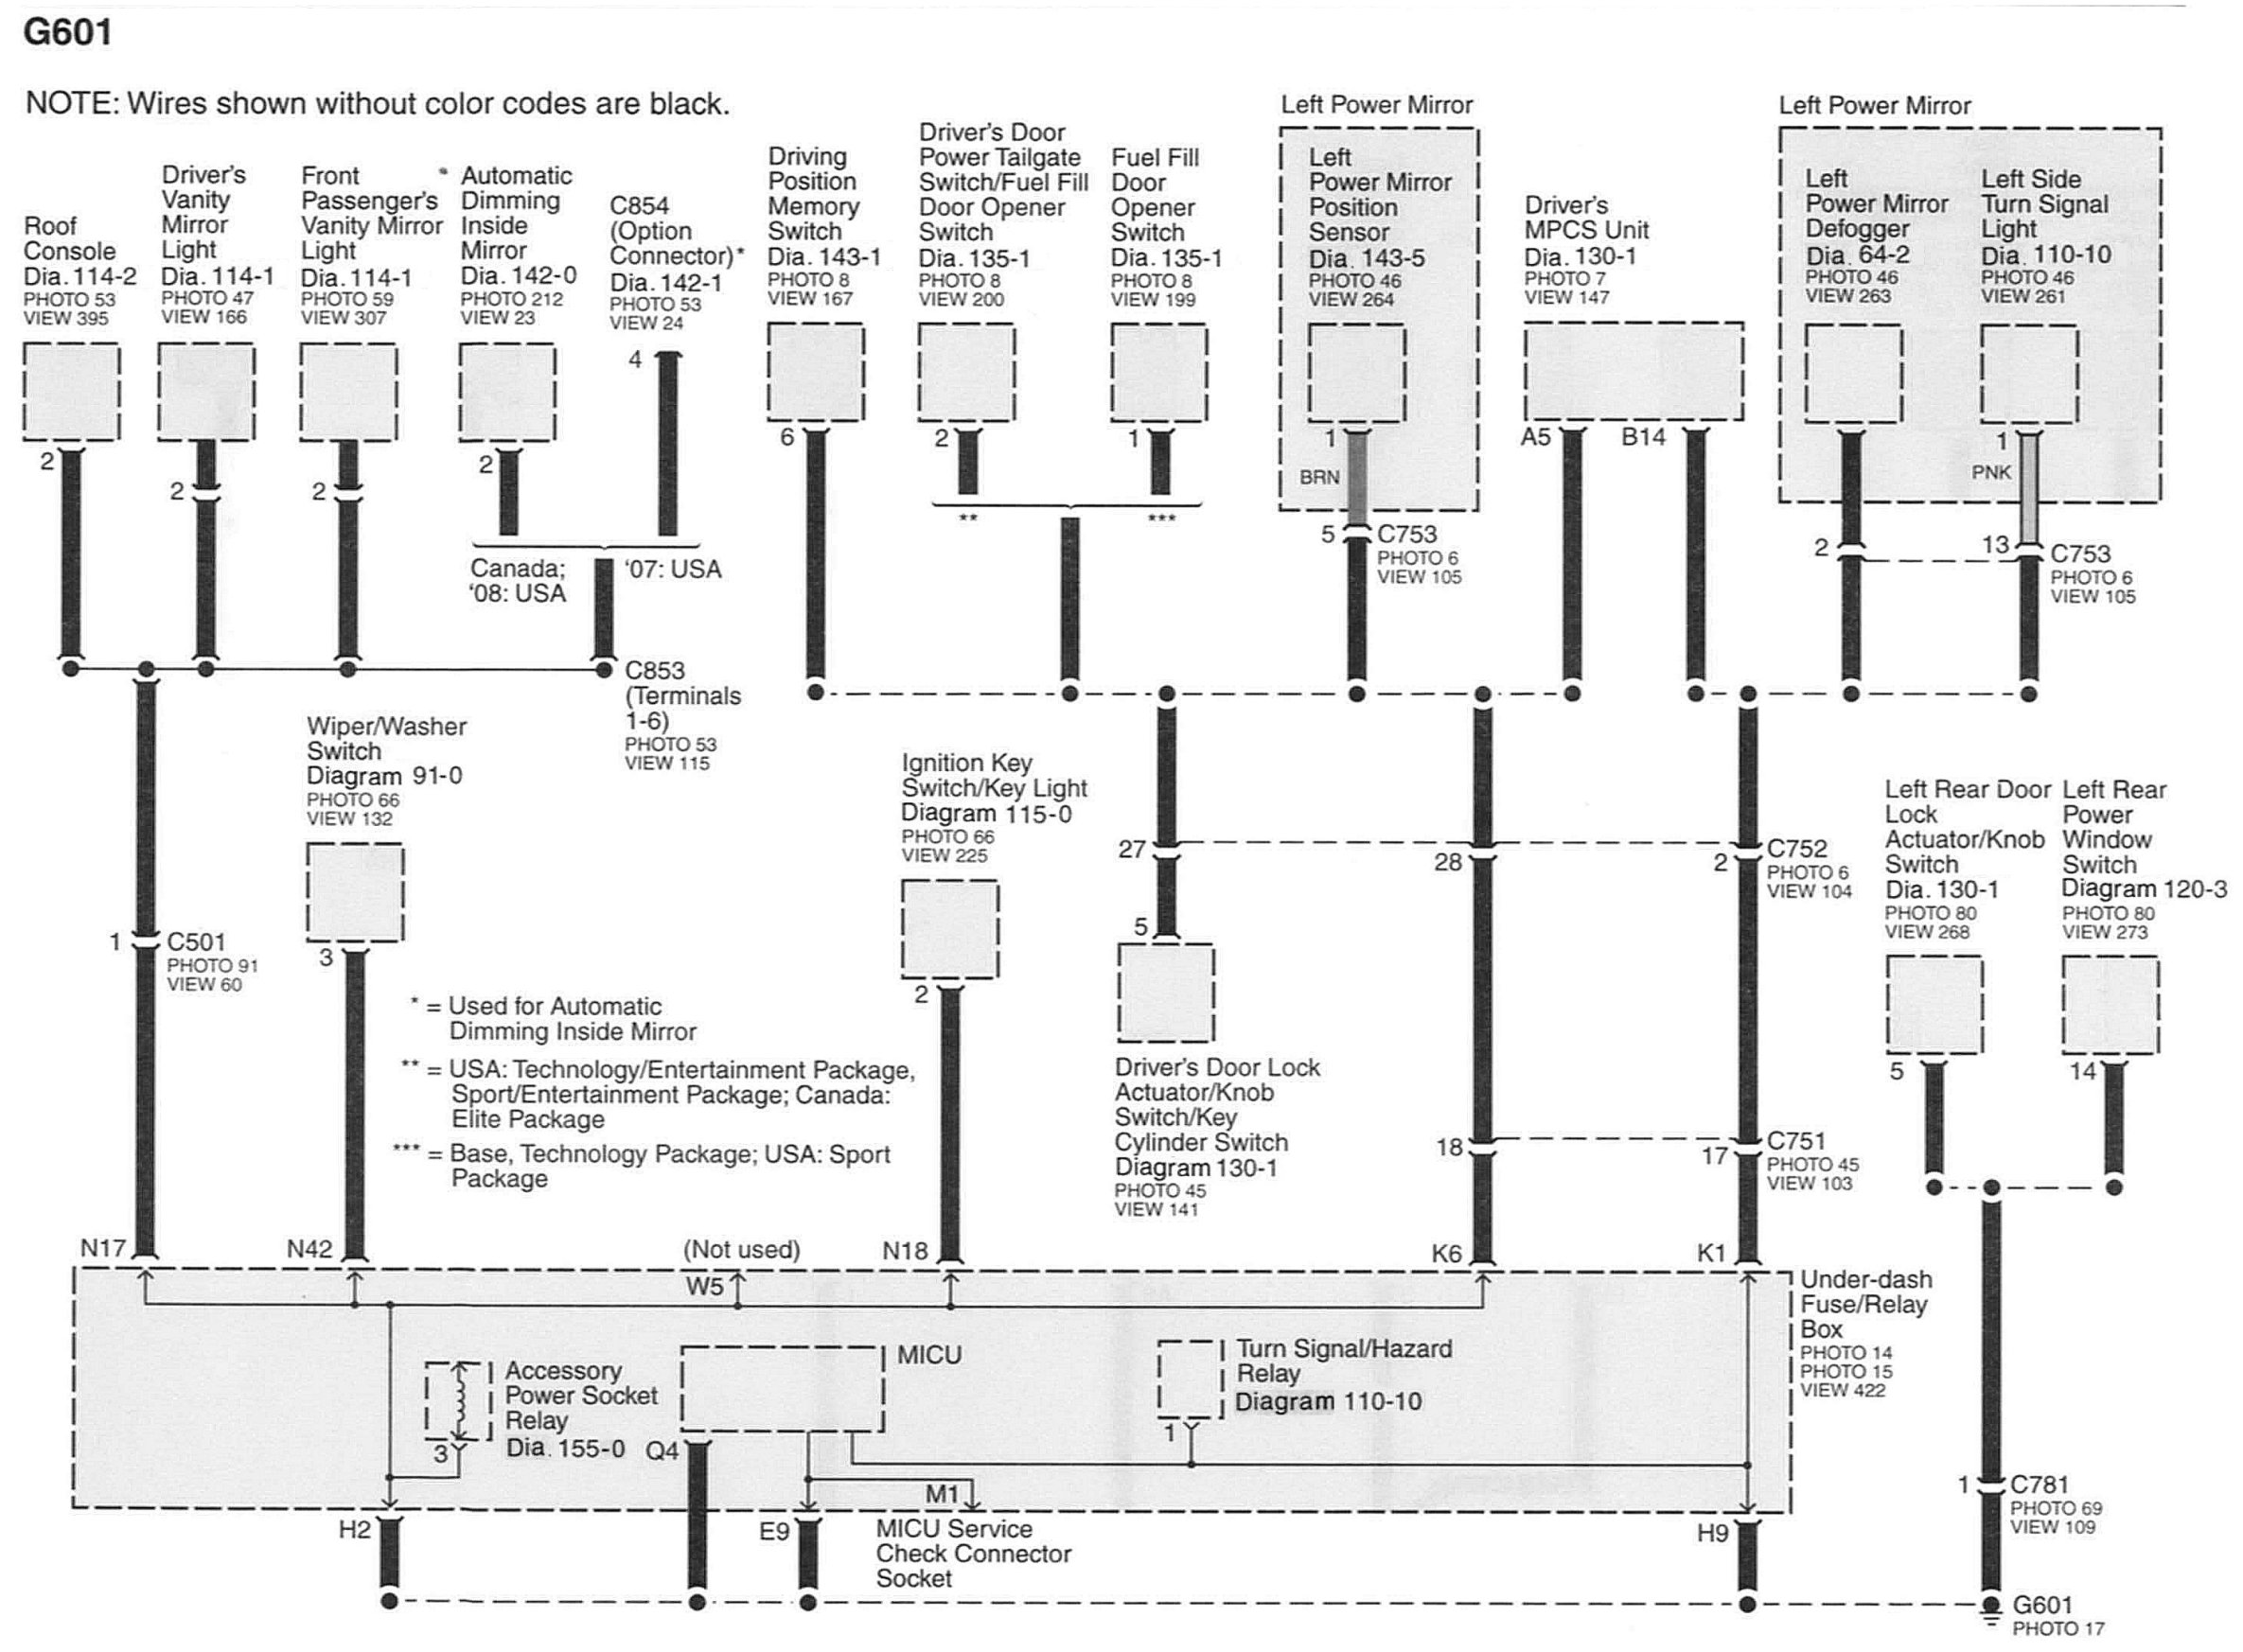 G601
NOTE: Wires shown without color codes are black.
Roof
Console
Dia. 114-2
PHOTO 53
VIEW 395
2
Driver's
Vanity
Mirror
Light
Dia. 114-1
PHOTO 47
VIEW 166
2
Front
Passenger's
Vanity Mirror
Light
Dia. 114-1
PHOTO 59
VIEW 307
2
* Automatic
Dimming
Inside
Mirror
Dia. 142-0
PHOTO 212
VIEW 23
2
C854
(Option
Connector)*
Dia. 142-1
PHOTO 53
VIEW 24
4
Canada;
'08: USA
'07: USA
Driving
Position
Memory
Switch
Dia. 143-1
PHOTO 8
VIEW 167
6
Driver's Door
Power Tailgate
Switch/Fuel Fill
Door Opener
Switch
Dia. 135-1
PHOTO 8
VIEW 200
2
**
Fuel Fill
Door
Opener
Switch
Dia. 135-1
PHOTO 8
VIEW 199
1
***
Left Power Mirror
Left
Power Mirror
Position
Sensor
Dia. 143-5
PHOTO 46
VIEW 264
1
BRN
5
C753
PHOTO 6
VIEW 105
Driver's
MPCS Unit
Dia. 130-1
PHOTO 7
VIEW 147
A5
B14
Left Power Mirror
Left
Power Mirror
Defogger
Dia. 64-2
PHOTO 46
VIEW 263
2
Left Side
Turn Signal
Light
Dia. 110-10
PHOTO 46
VIEW 261
1
PNK
13
C753
PHOTO 6
VIEW 105
C853
(Terminals
1-6)
PHOTO 53
VIEW 115
Wiper/Washer
Switch
Diagram 91-0
PHOTO 66
VIEW 132
3
1
C501
PHOTO 91
VIEW 60
* = Used for Automatic
Dimming Inside Mirror
** = USA: Technology/Entertainment Package,
Sport/Entertainment Package; Canada:
Elite Package
*** = Base, Technology Package; USA: Sport
Package
Ignition Key
Switch/Key Light
Diagram 115-0
PHOTO 66
VIEW 225
2
27
28
2
C752
PHOTO 6
VIEW 104
5
Driver's Door Lock
Actuator/Knob
Switch/Key
Cylinder Switch
Diagram 130-1
PHOTO 45
VIEW 141
18
17
C751
PHOTO 45
VIEW 103
Left Rear Door
Lock
Actuator/Knob
Switch
Dia. 130-1
PHOTO 80
VIEW 268
5
Left Rear
Power
Window
Switch
Diagram 120-3
PHOTO 80
VIEW 273
14
N17
N42
(Not used)
W5
N18
K6
K1
Under-dash
Fuse/Relay
Box
PHOTO 14
PHOTO 15
VIEW 422
Accessory
Power Socket
Relay
Dia. 155-0
3
Q4
MICU
M1
Turn Signal/Hazard
Relay
Diagram 110-10
1
H2
E9
MICU Service
Check Connector
Socket
H9
1
C781
PHOTO 69
VIEW 109
G601
PHOTO 17